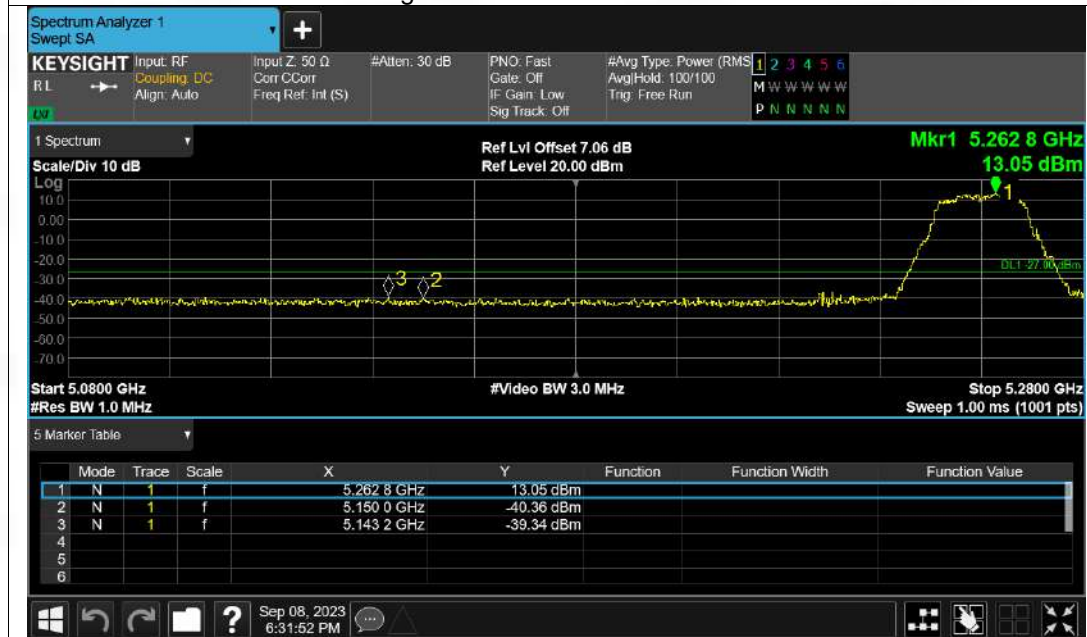 Spectrum Analyzer 1
Swept SA
+
KEYSIGHT
RL
LXI
Input: RF
Coupling: DC
Align: Auto
Input Z: 50 Ω
Corr CCorr
Freq Ref: Int (S)
#Atten: 30 dB
PNO: Fast
Gate: Off
IF Gain: Low
Sig Track: Off
#Avg Type: Power (RMS
Avg|Hold: 100/100
Trig: Free Run
1 2 3 4 5 6
M W W W W W
P N N N N N
1 Spectrum
Scale/Div 10 dB
Ref Lvl Offset 7.06 dB
Ref Level 20.00 dBm
Mkr1 5.262 8 GHz
13.05 dBm
Log
10.0
0.00
-10.0
-20.0
-30.0
-40.0
-50.0
-60.0
-70.0
1
3
2
DL1 -27.00 dBm
Start 5.0800 GHz
#Res BW 1.0 MHz
#Video BW 3.0 MHz
Stop 5.2800 GHz
Sweep 1.00 ms (1001 pts)
5 Marker Table
Mode Trace Scale X Y Function Function Width Function Value
1 N 1 f 5.262 8 GHz 13.05 dBm
2 N 1 f 5.150 0 GHz -40.36 dBm
3 N 1 f 5.143 2 GHz -39.34 dBm
4
5
6
?
Sep 08, 2023
6:31:52 PM